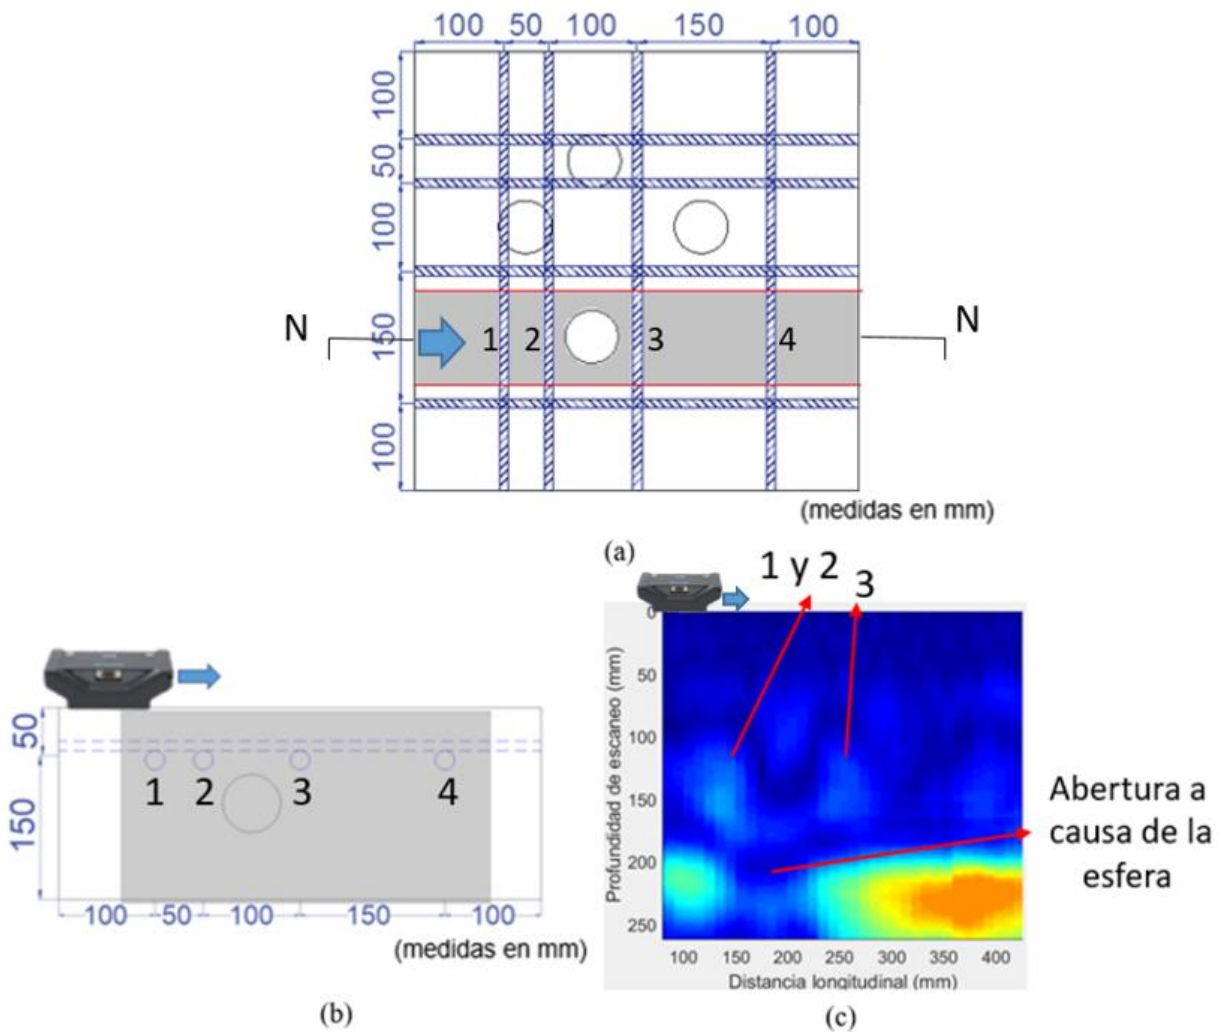 (a)
100 50 100 150 100
100
50
100
150
100
N
N
1 2 3 4
(medidas en mm)
(b)
50
150
1 2 3 4
100 50 100 150 100
(medidas en mm)
(c)
1 y 2
3
0
50
100
150
200
250
Profundidad de escaneo (mm)
100 150 200 250 300 350 400
Distancia longitudinal (mm)
Abertura a
causa de la
esfera